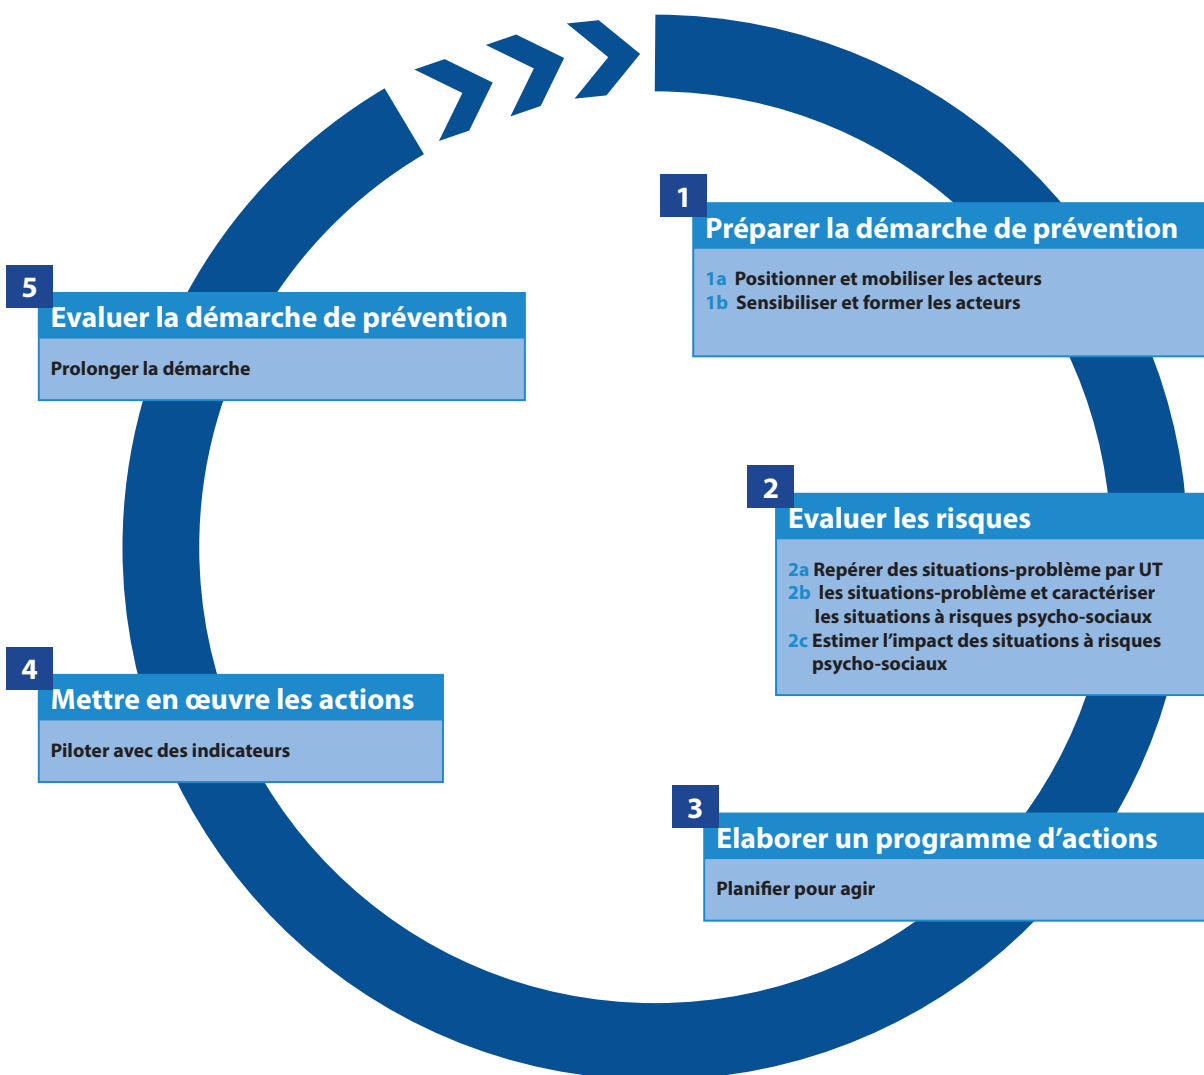 1
Préparer la démarche de prévention
1a Positionner et mobiliser les acteurs
1b Sensibiliser et former les acteurs
2
Evaluer les risques
2a Repérer des situations-problème par UT
2b les situations-problème et caractériser
les situations à risques psycho-sociaux
2c Estimer l’impact des situations à risques
psycho-sociaux
3
Elaborer un programme d’actions
Planifier pour agir
4
Mettre en œuvre les actions
Piloter avec des indicateurs
5
Evaluer la démarche de prévention
Prolonger la démarche